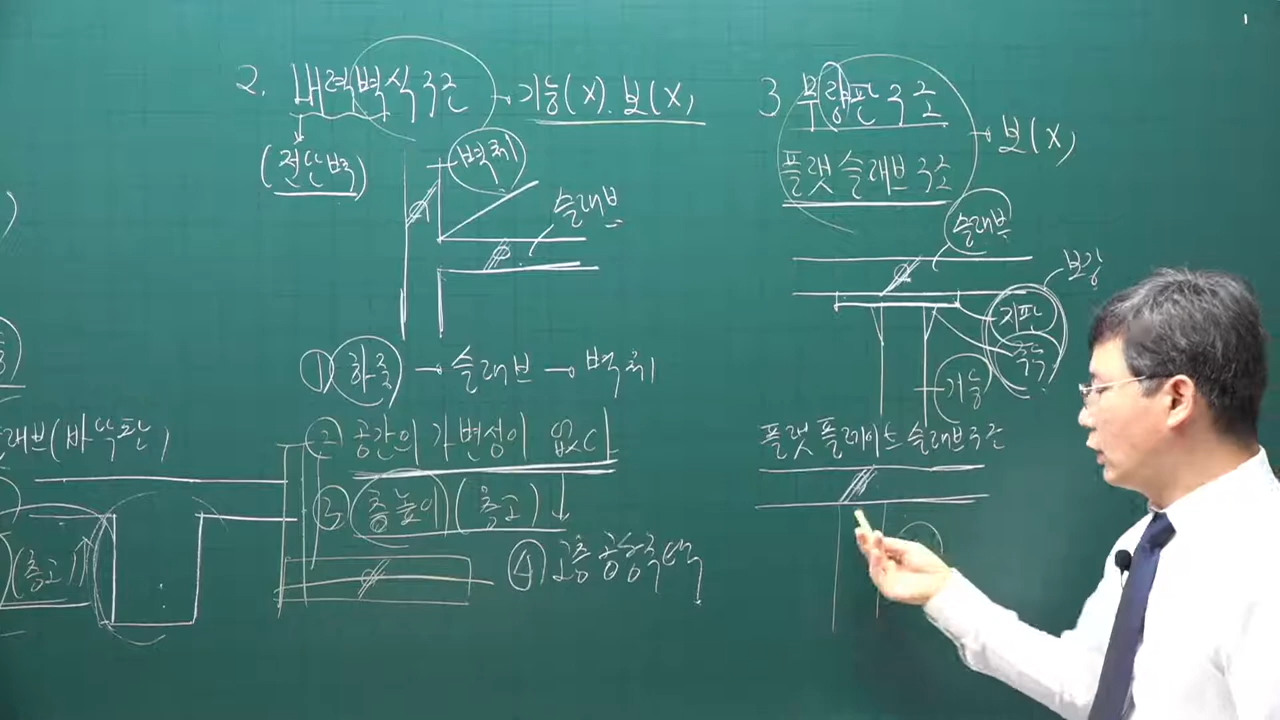 2. 내력벽식구조 → 기능(X). 보(X)
(전단벽)
벽체
슬래브
① 하중 → 슬래브 → 벽체
② 공간의 가변성이 없다
③ 층높이(층고)↓
④ 고층 공동주택
3 무량판구조
플랫슬래브구조
→ 보(X)
슬래브
보강
지판
주두
기능
플랫 플레이트 슬래브구조
(바닥판)
(층고)